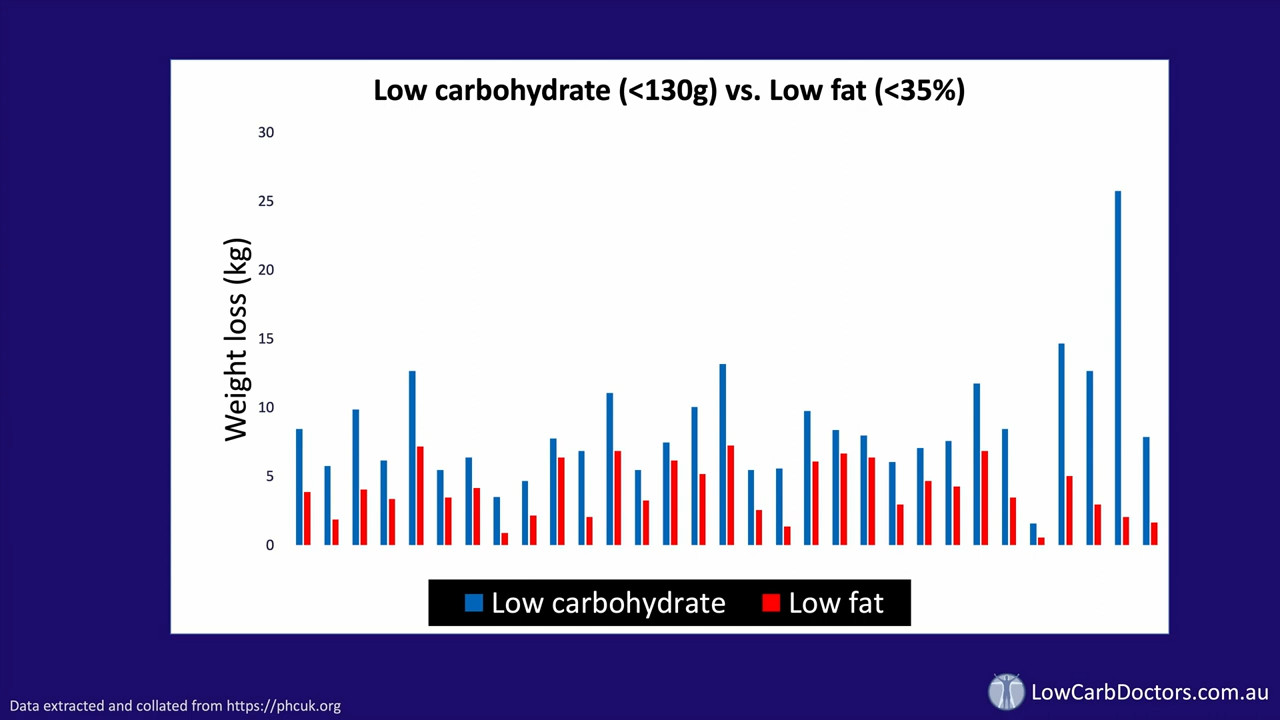 Low carbohydrate (<130g) vs. Low fat (<35%)
30
25
20
15
10
5
0
Weight loss (kg)
Low carbohydrate
Low fat
Data extracted and collated from https://phcuk.org
LowCarbDoctors.com.au